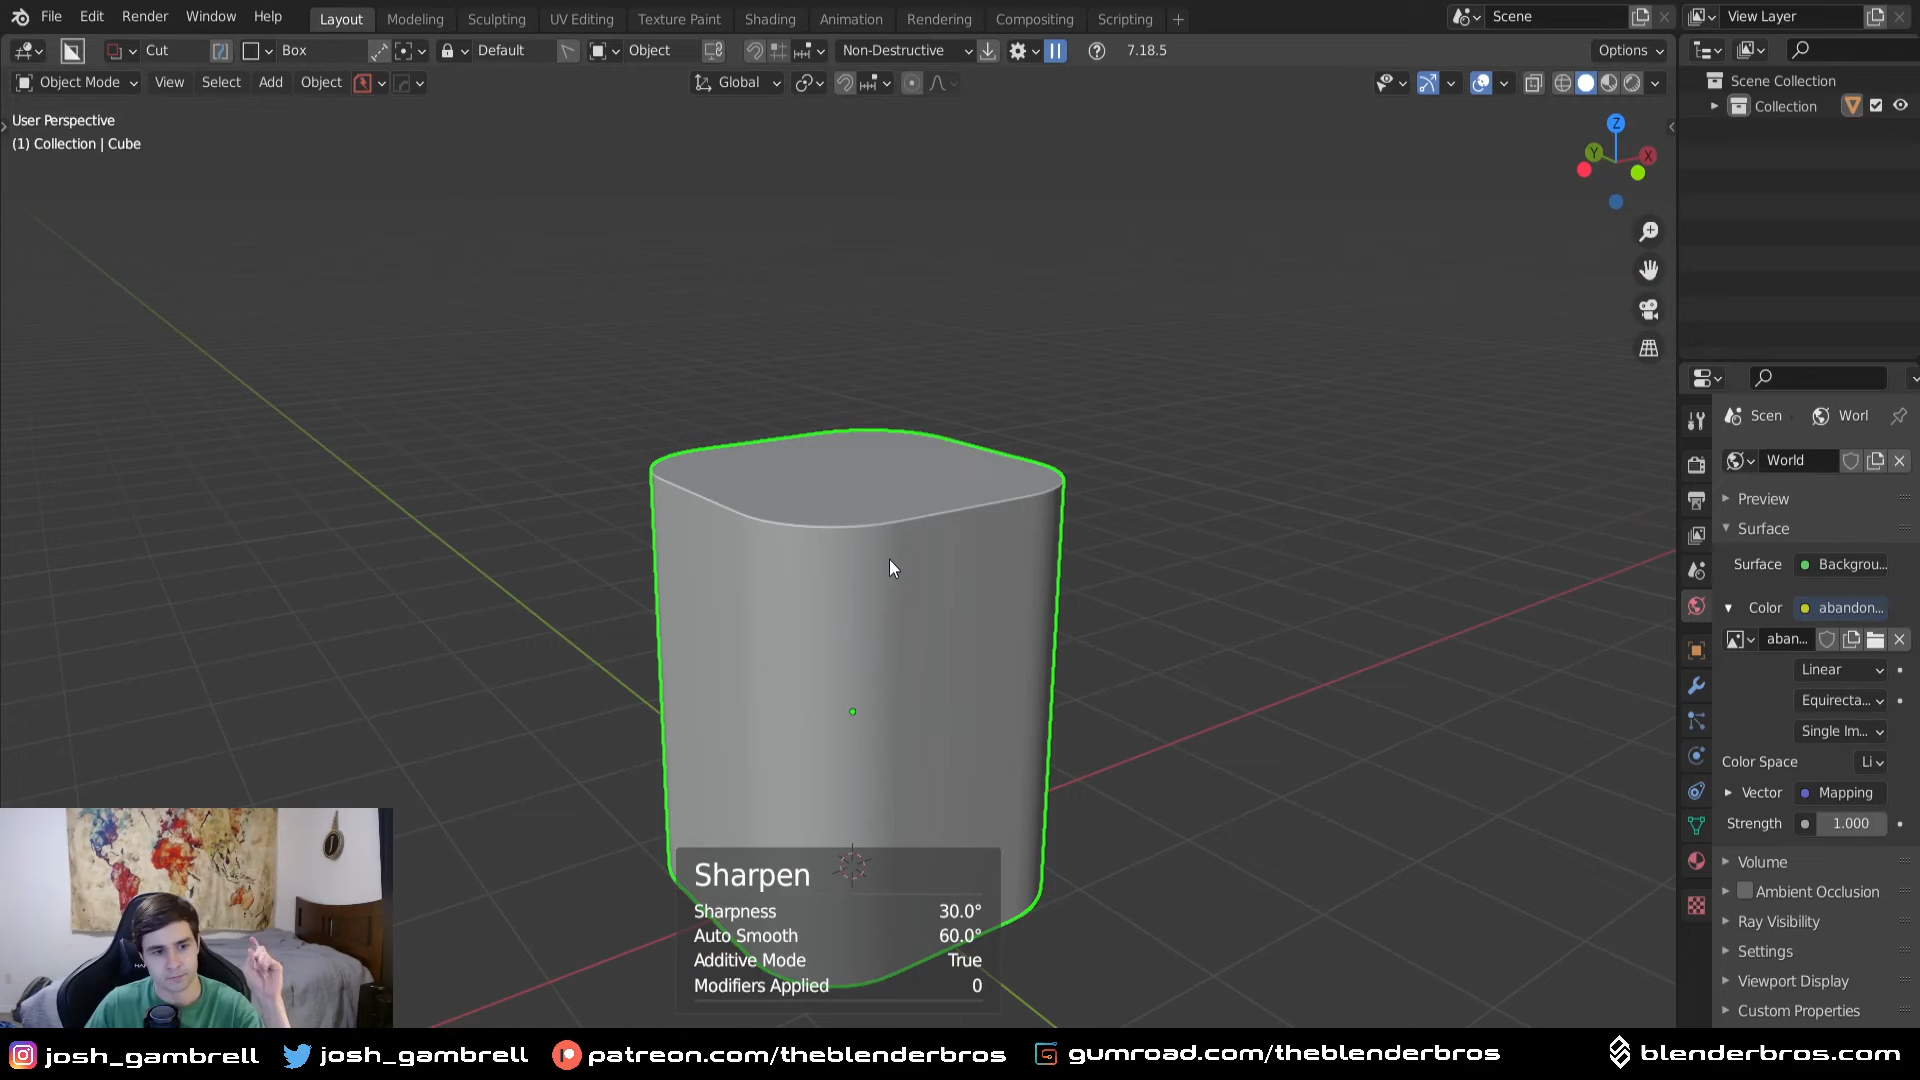 File Edit Render Window Help
Layout Modeling Sculpting UV Editing Texture Paint Shading Animation Rendering Compositing Scripting +
Scene
View Layer
Cut Box Default Object Non-Destructive 7.18.5 Options
Object Mode View Select Add Object Global
Scene Collection
Collection
User Perspective
(1) Collection | Cube
Z
Y
X
Scen Worl
World
Preview
Surface
Surface Backgrou...
Color abandon...
aban...
Linear
Equirecta...
Single Im...
Color Space Li
Vector Mapping
Strength 1.000
Volume
Ambient Occlusion
Ray Visibility
Settings
Viewport Display
Custom Properties
Sharpen
Sharpness 30.0°
Auto Smooth 60.0°
Additive Mode True
Modifiers Applied 0
josh_gambrell josh_gambrell patreon.com/theblenderbros gumroad.com/theblenderbros blenderbros.com